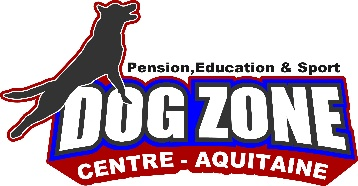 Pension,Education & Sport
DOG ZONE
CENTRE - AQUITAINE